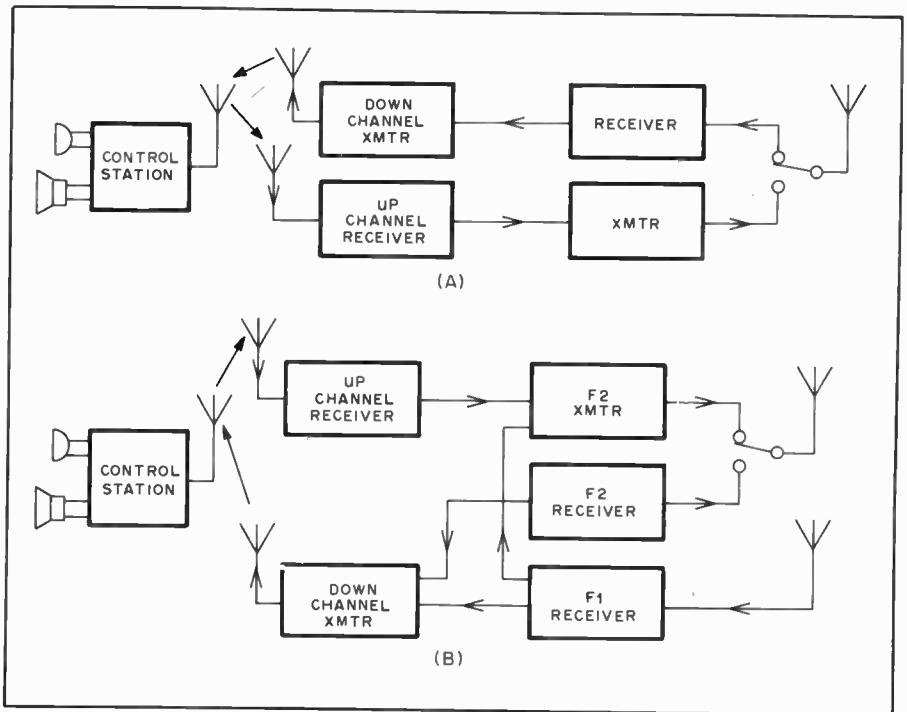 DOWN
CHANNEL
XMTR
RECEIVER
CONTROL
STATION
UP
CHANNEL
RECEIVER
XMTR
(A)
UP
CHANNEL
RECEIVER
F2
XMTR
CONTROL
STATION
F2
RECEIVER
DOWN
CHANNEL
XMTR
F1
RECEIVER
(B)